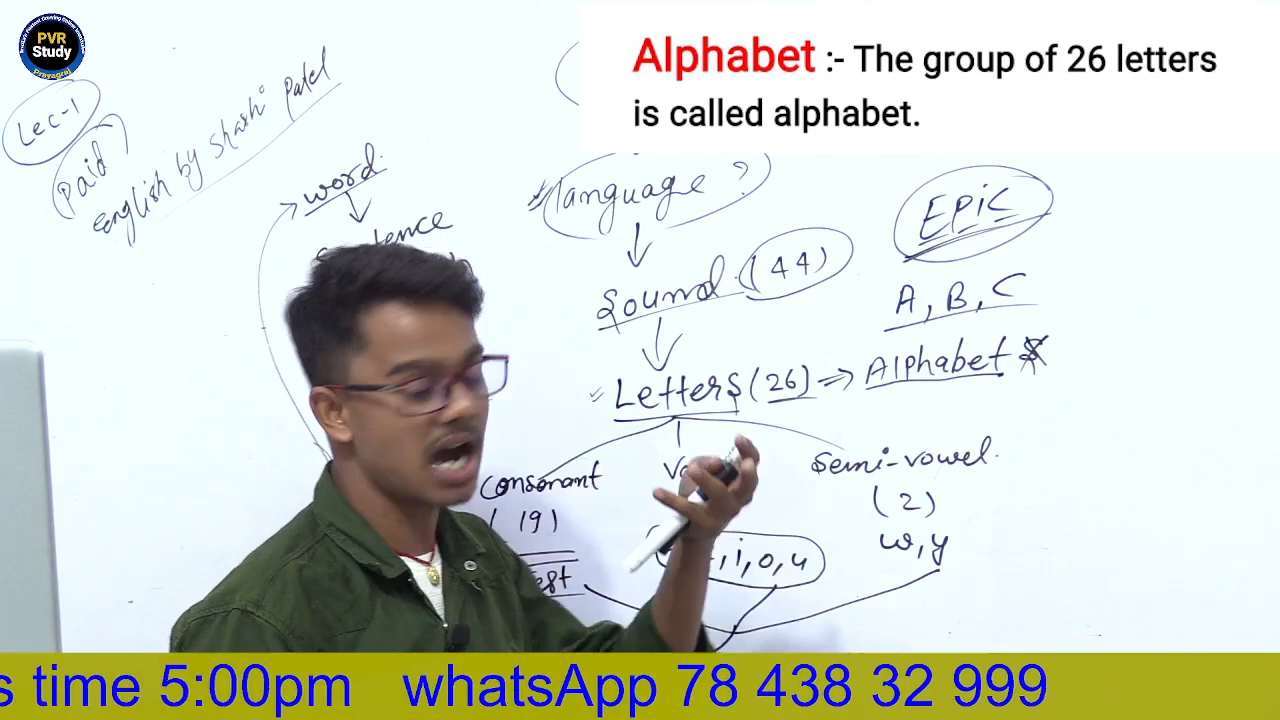 PVR
Study
Prayagraj
Alphabet :- The group of 26 letters
is called alphabet.
Lec-1
Paid
English by Shashi Patel
word
language?
Sound (44)
EPIC
A, B, C
Letters (26) => Alphabet
Consonant
(19)
Semi-vowel
(2)
w, y
i, o, u
s time 5:00pm whatsApp 78 438 32 999